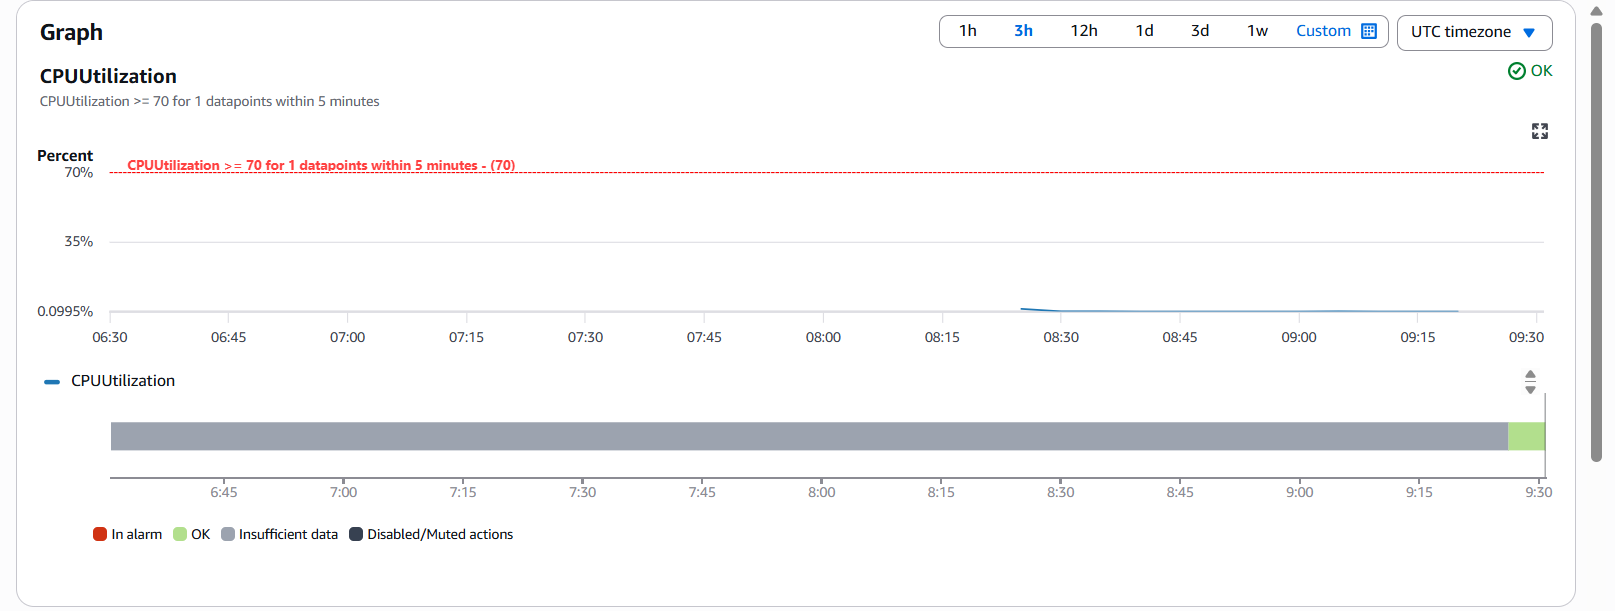 Graph
1h 3h 12h 1d 3d 1w Custom
UTC timezone
CPUUtilization
OK
CPUUtilization >= 70 for 1 datapoints within 5 minutes
Percent
CPUUtilization >= 70 for 1 datapoints within 5 minutes - (70)
70%
35%
0.0995%
06:30 06:45 07:00 07:15 07:30 07:45 08:00 08:15 08:30 08:45 09:00 09:15 09:30
CPUUtilization
6:45 7:00 7:15 7:30 7:45 8:00 8:15 8:30 8:45 9:00 9:15 9:30
In alarm OK Insufficient data Disabled/Muted actions